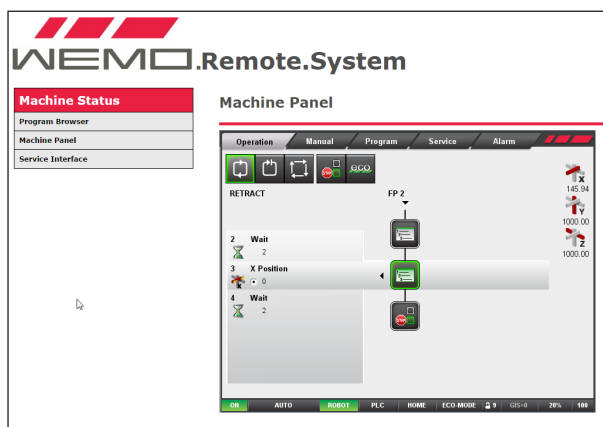 WEMO.Remote.System
Machine Status
Program Browser
Machine Panel
Service Interface
Machine Panel
Operation Manual Program Service Alarm
STOP eco
RETRACT FP 2
X
145.94
Y
1000.00
Z
1000.00
2 Wait
2
3 X Position
X 0
4 Wait
2
STOP
ON AUTO ROBOT PLC HOME ECO-MODE 9 GIS=0 20% 100